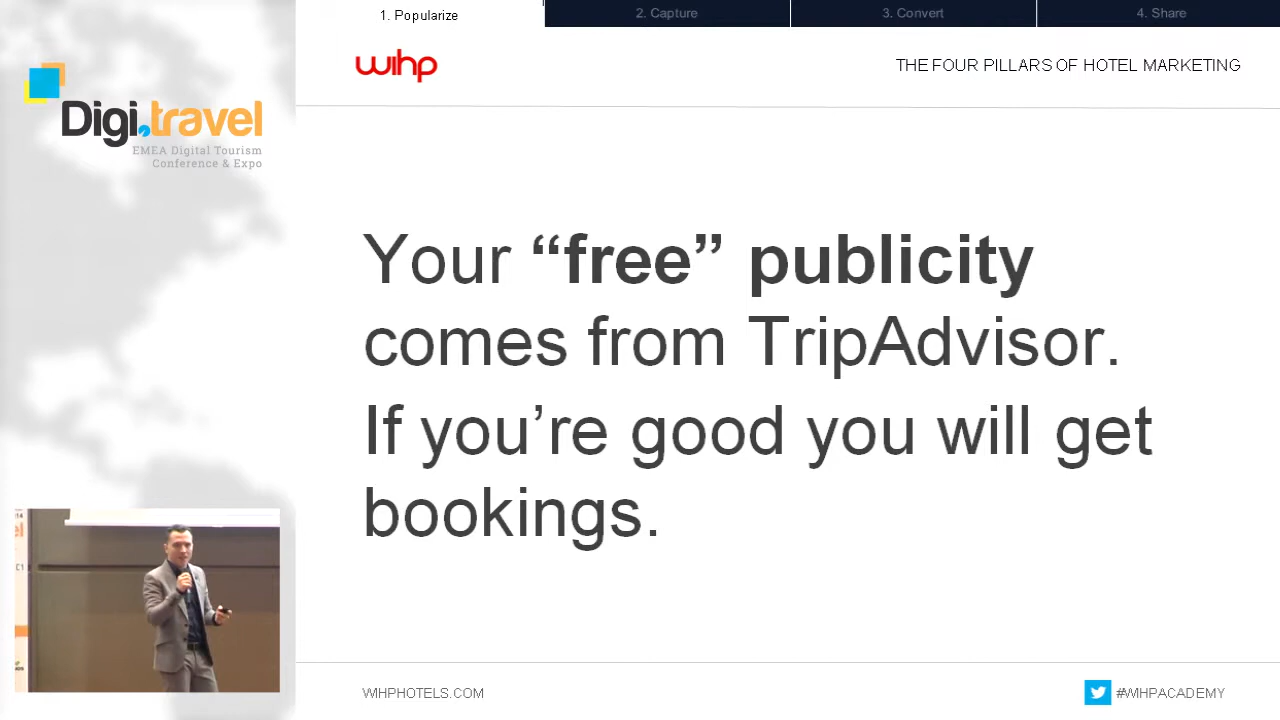 1. Popularize
2. Capture
3. Convert
4. Share
wihp
THE FOUR PILLARS OF HOTEL MARKETING
Digi.travel
EMEA Digital Tourism
Conference & Expo
Your “free” publicity
comes from TripAdvisor.
If you’re good you will get
bookings.
WIHPHOTELS.COM
#WIHPACADEMY